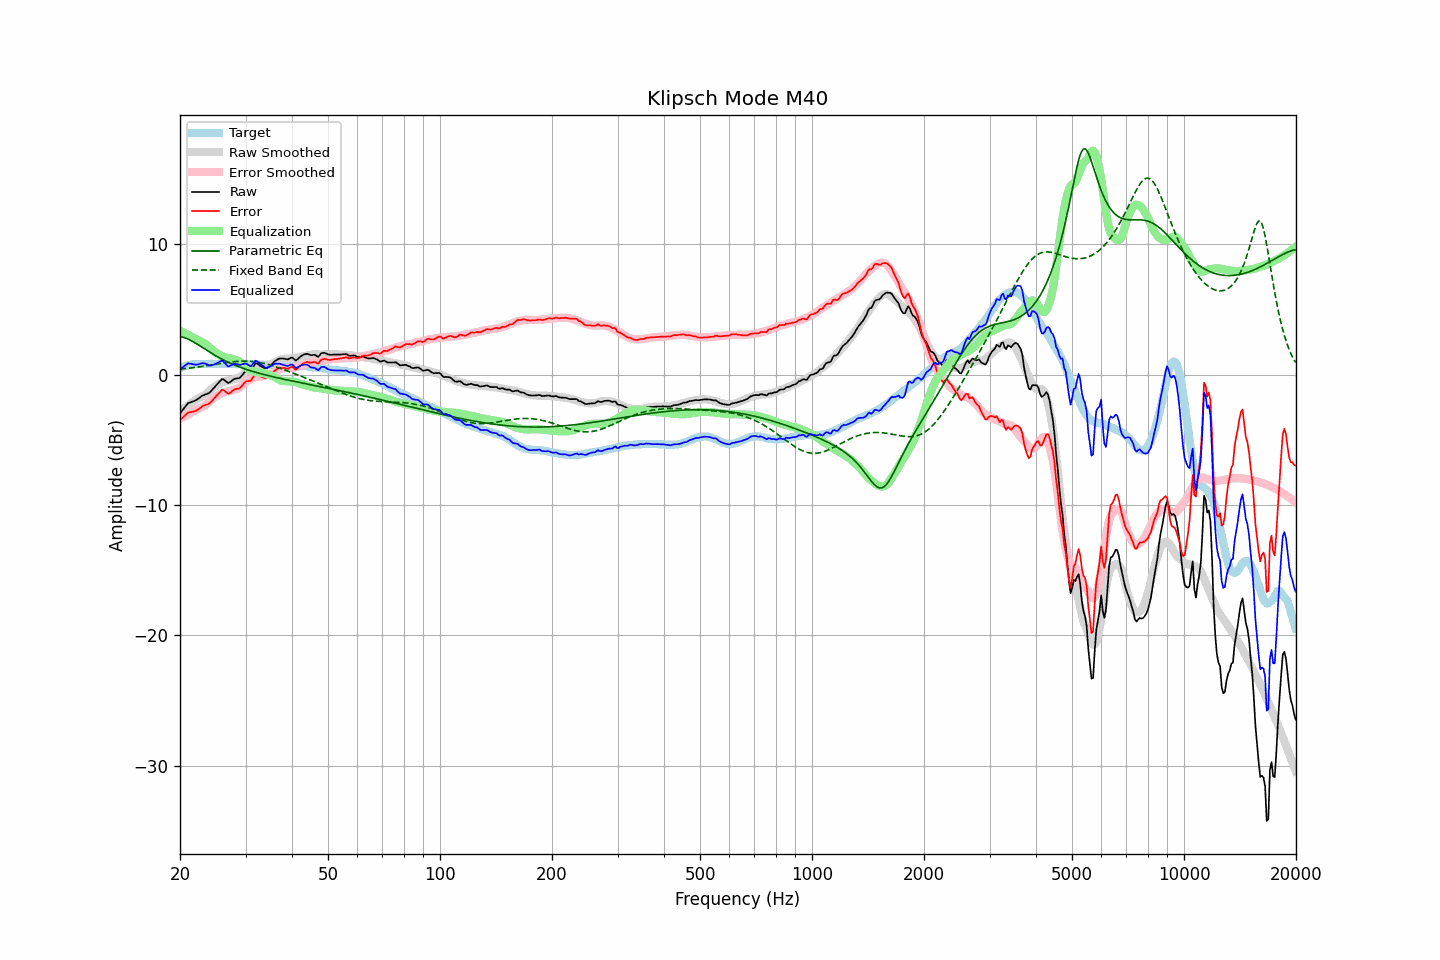 Klipsch Mode M40
Target
Raw Smoothed
Error Smoothed
Raw
Error
Equalization
Parametric Eq
Fixed Band Eq
Equalized
10
0
−10
−20
−30
Amplitude (dBr)
20 50 100 200 500 1000 2000 5000 10000 20000
Frequency (Hz)